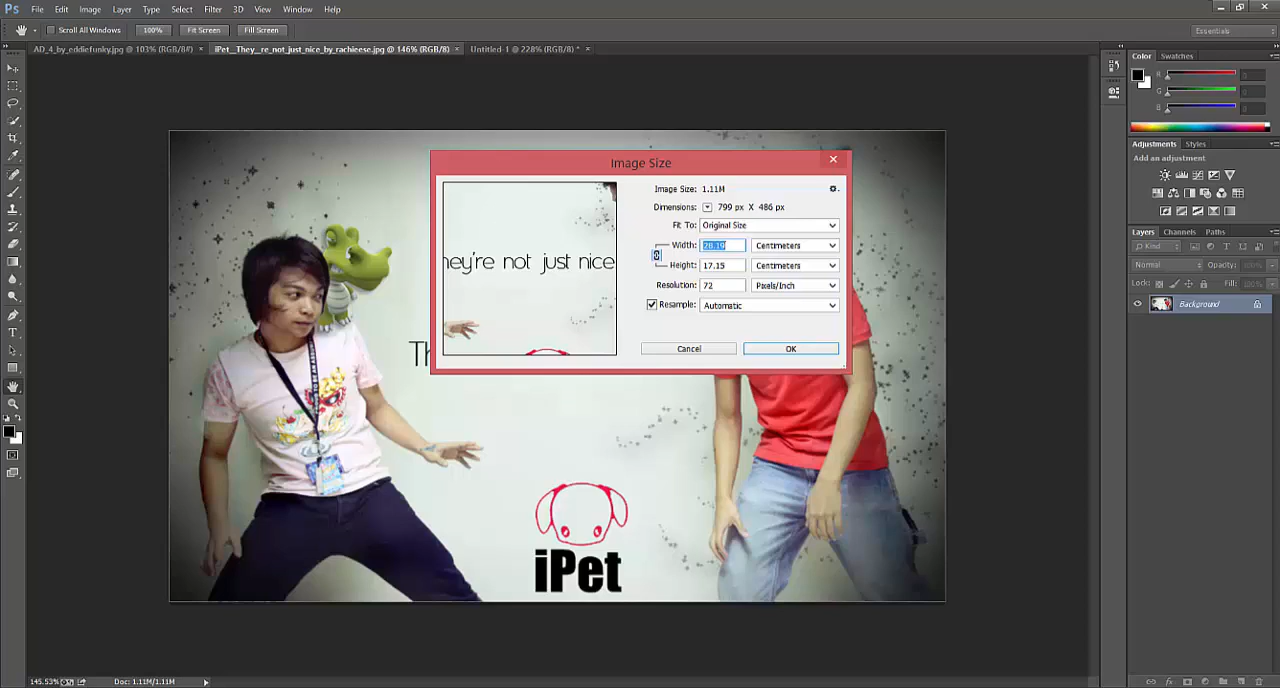 Ps File Edit Image Layer Type Select Filter 3D View Window Help
Scroll All Windows 100% Fit Screen Fill Screen Essentials
AD_4_by_eddiefunky.jpg @ 103% (RGB/8#) × iPet__They__re_not_just_nice_by_rachieese.jpg @ 146% (RGB/8) × Untitled-1 @ 228% (RGB/8) * ×
Color Swatches
R
G
B
Adjustments Styles
Add an adjustment
Layers Channels Paths
Kind
Normal Opacity:
Lock: Fill:
Background
Image Size
Image Size: 1.11M
Dimensions: 799 px X 486 px
Fit To: Original Size
Width: 28.19 Centimeters
Height: 17.15 Centimeters
Resolution: 72 Pixels/Inch
Resample: Automatic
Cancel OK
hey're not just nice
Th
iPet
145.53% Doc: 1.11M/1.11M